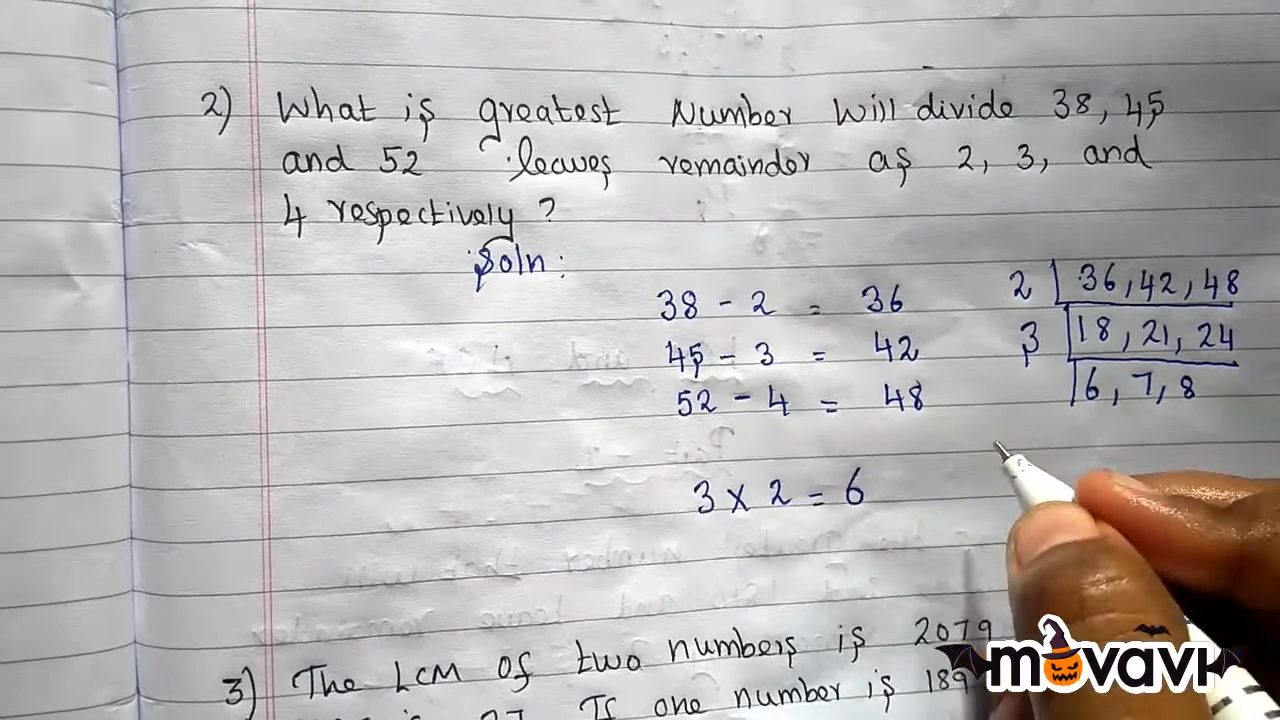 2) What is greatest Number Will divide 38, 45
and 52 leaves remainder as 2, 3, and
4 respectively ?
Soln :
38 - 2 = 36
45 - 3 = 42
52 - 4 = 48
2 | 36, 42, 48
3 | 18, 21, 24
| 6, 7, 8
3 x 2 = 6
3) The LCM of two numbers is 2079
27. If one number is 189
movavi